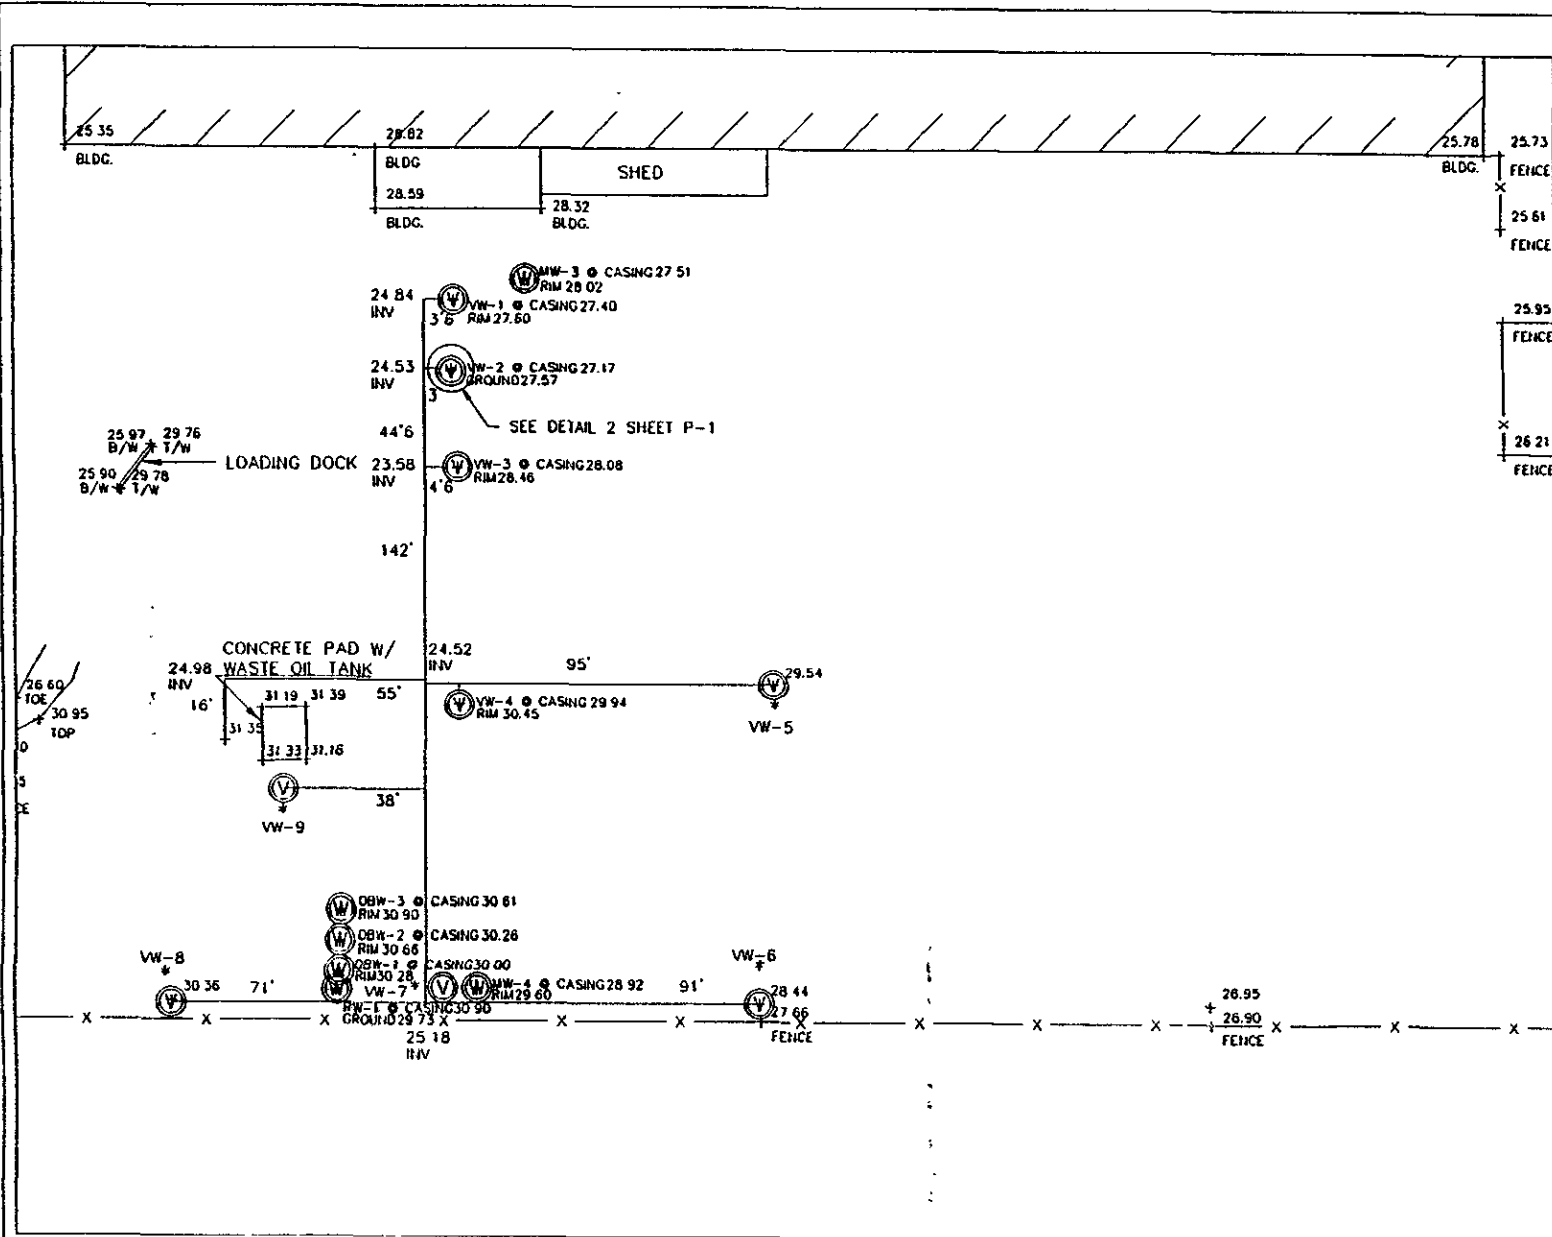 25 35
BLDG.
28.82
BLDG
28.59
BLDG.
28.32
BLDG.
SHED
25.78
BLDG.
25.73
FENCE
X
25 61
FENCE
MW-3 @ CASING 27 51
RIM 28 02
24 84
INV
VW-1 @ CASING 27.40
RIM 27.60
3'6
25.95
FENCE
24.53
INV
VW-2 @ CASING 27.17
GROUND 27.57
3
SEE DETAIL 2 SHEET P-1
44'6
X
26 21
FENCE
25 97
B/W
29 76
T/W
LOADING DOCK
25 90
B/W
29 78
T/W
23.58
INV
VW-3 @ CASING 28.08
RIM 28.46
4'6
142'
CONCRETE PAD W/
WASTE OIL TANK
24.98
INV
24.52
INV
95'
29.54
VW-5
16'
55'
31 19
31 39
31 35
31 33
31.16
VW-4 @ CASING 29 94
RIM 30.45
26 60
TOE
30 95
TOP
0
5
CE
V
38'
VW-9
OBW-3 @ CASING 30 61
RIM 30 90
OBW-2 @ CASING 30.26
RIM 30 66
OBW-1 @ CASING 30 00
RIM 30 28
VW-8
30 36
71'
VW-7
V
MW-4 @ CASING 28 92
RIM 29 60
91'
VW-6
28 44
27 66
FENCE
RW-1 @ CASING 30 90
GROUND 29 73
25 18
INV
26.95
26.90
FENCE
X X X X X X X X X X X X X